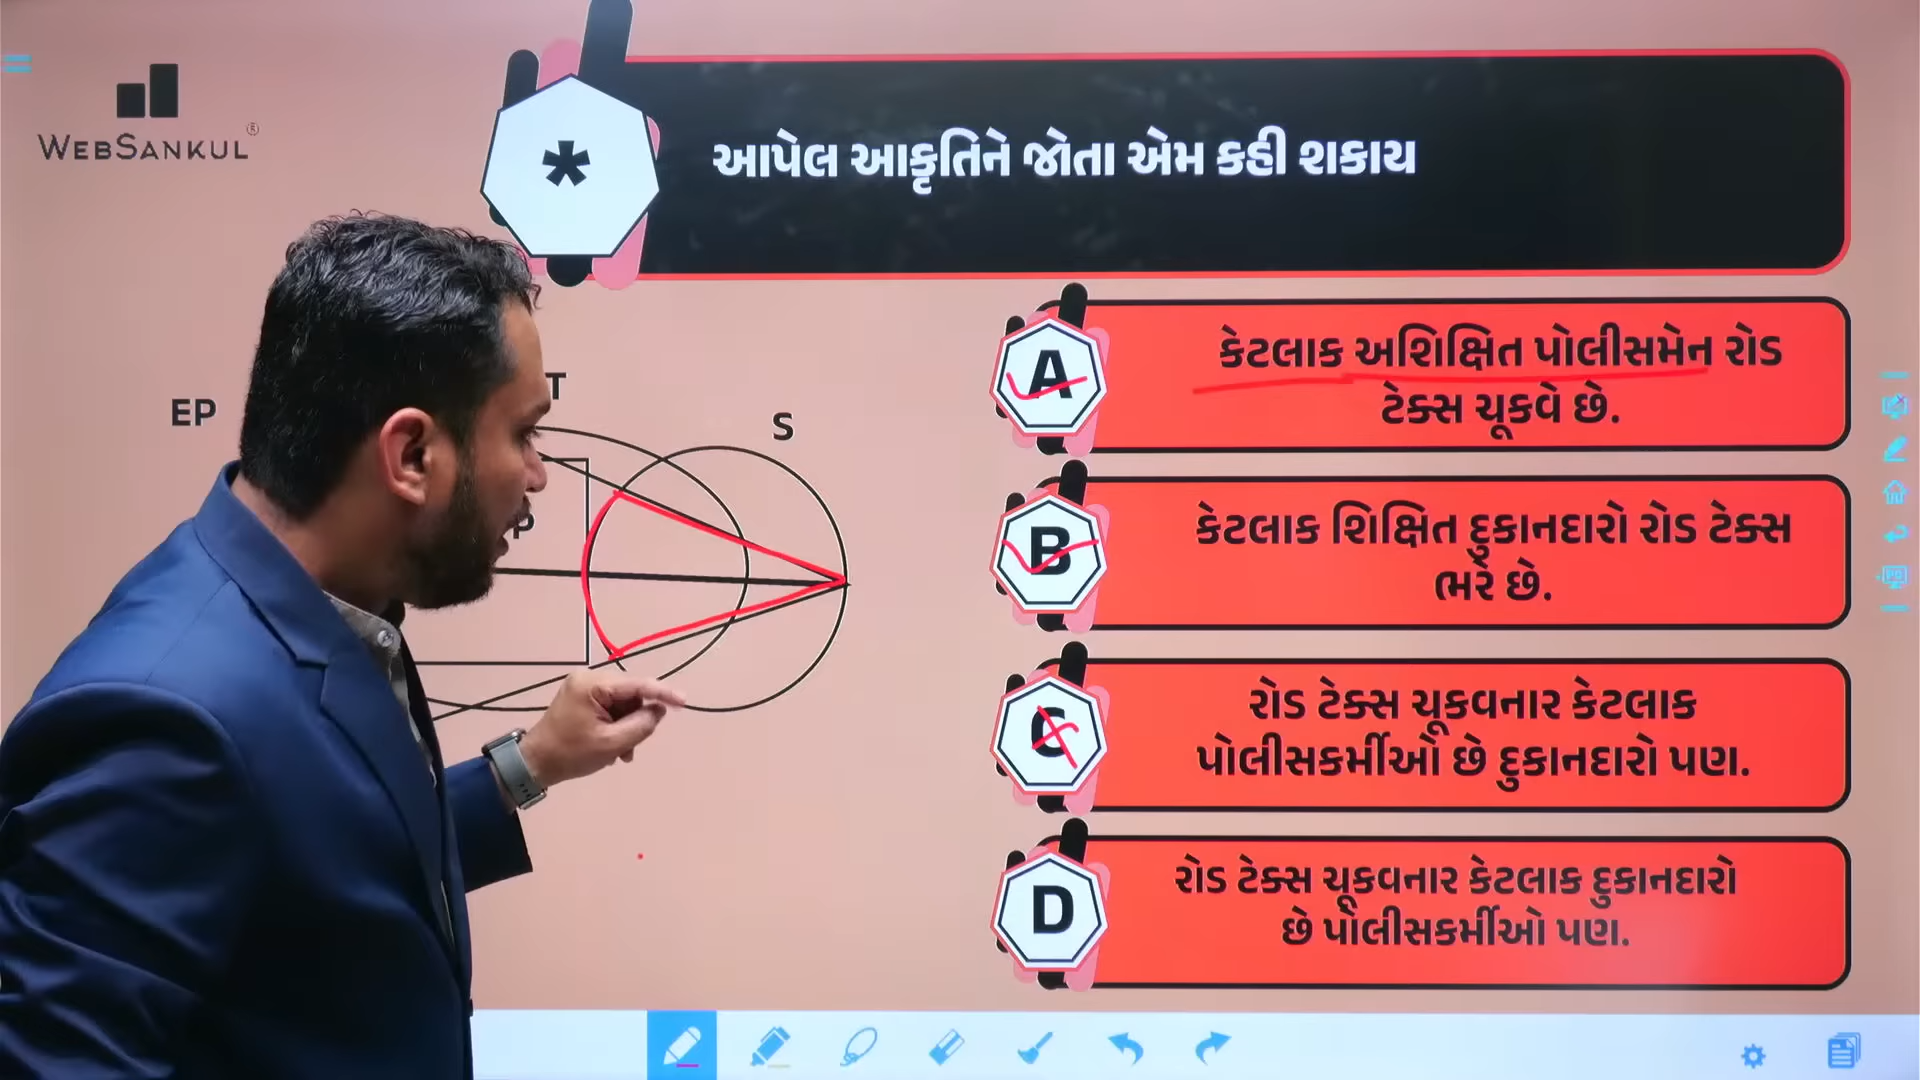 WEBSANKUL®
*
આપેલ આકૃતિને જોતા એમ કહી શકાય
EP
T
S
P
A
કેટલાક અશિક્ષિત પોલીસમેન રોડ
ટેક્સ ચૂકવે છે.
B
કેટલાક શિક્ષિત દુકાનદારો રોડ ટેક્સ
ભરે છે.
C
રોડ ટેક્સ ચૂકવનાર કેટલાક
પોલીસકર્મીઓ છે દુકાનદારો પણ.
D
રોડ ટેક્સ ચૂકવનાર કેટલાક દુકાનદારો
છે પોલીસકર્મીઓ પણ.